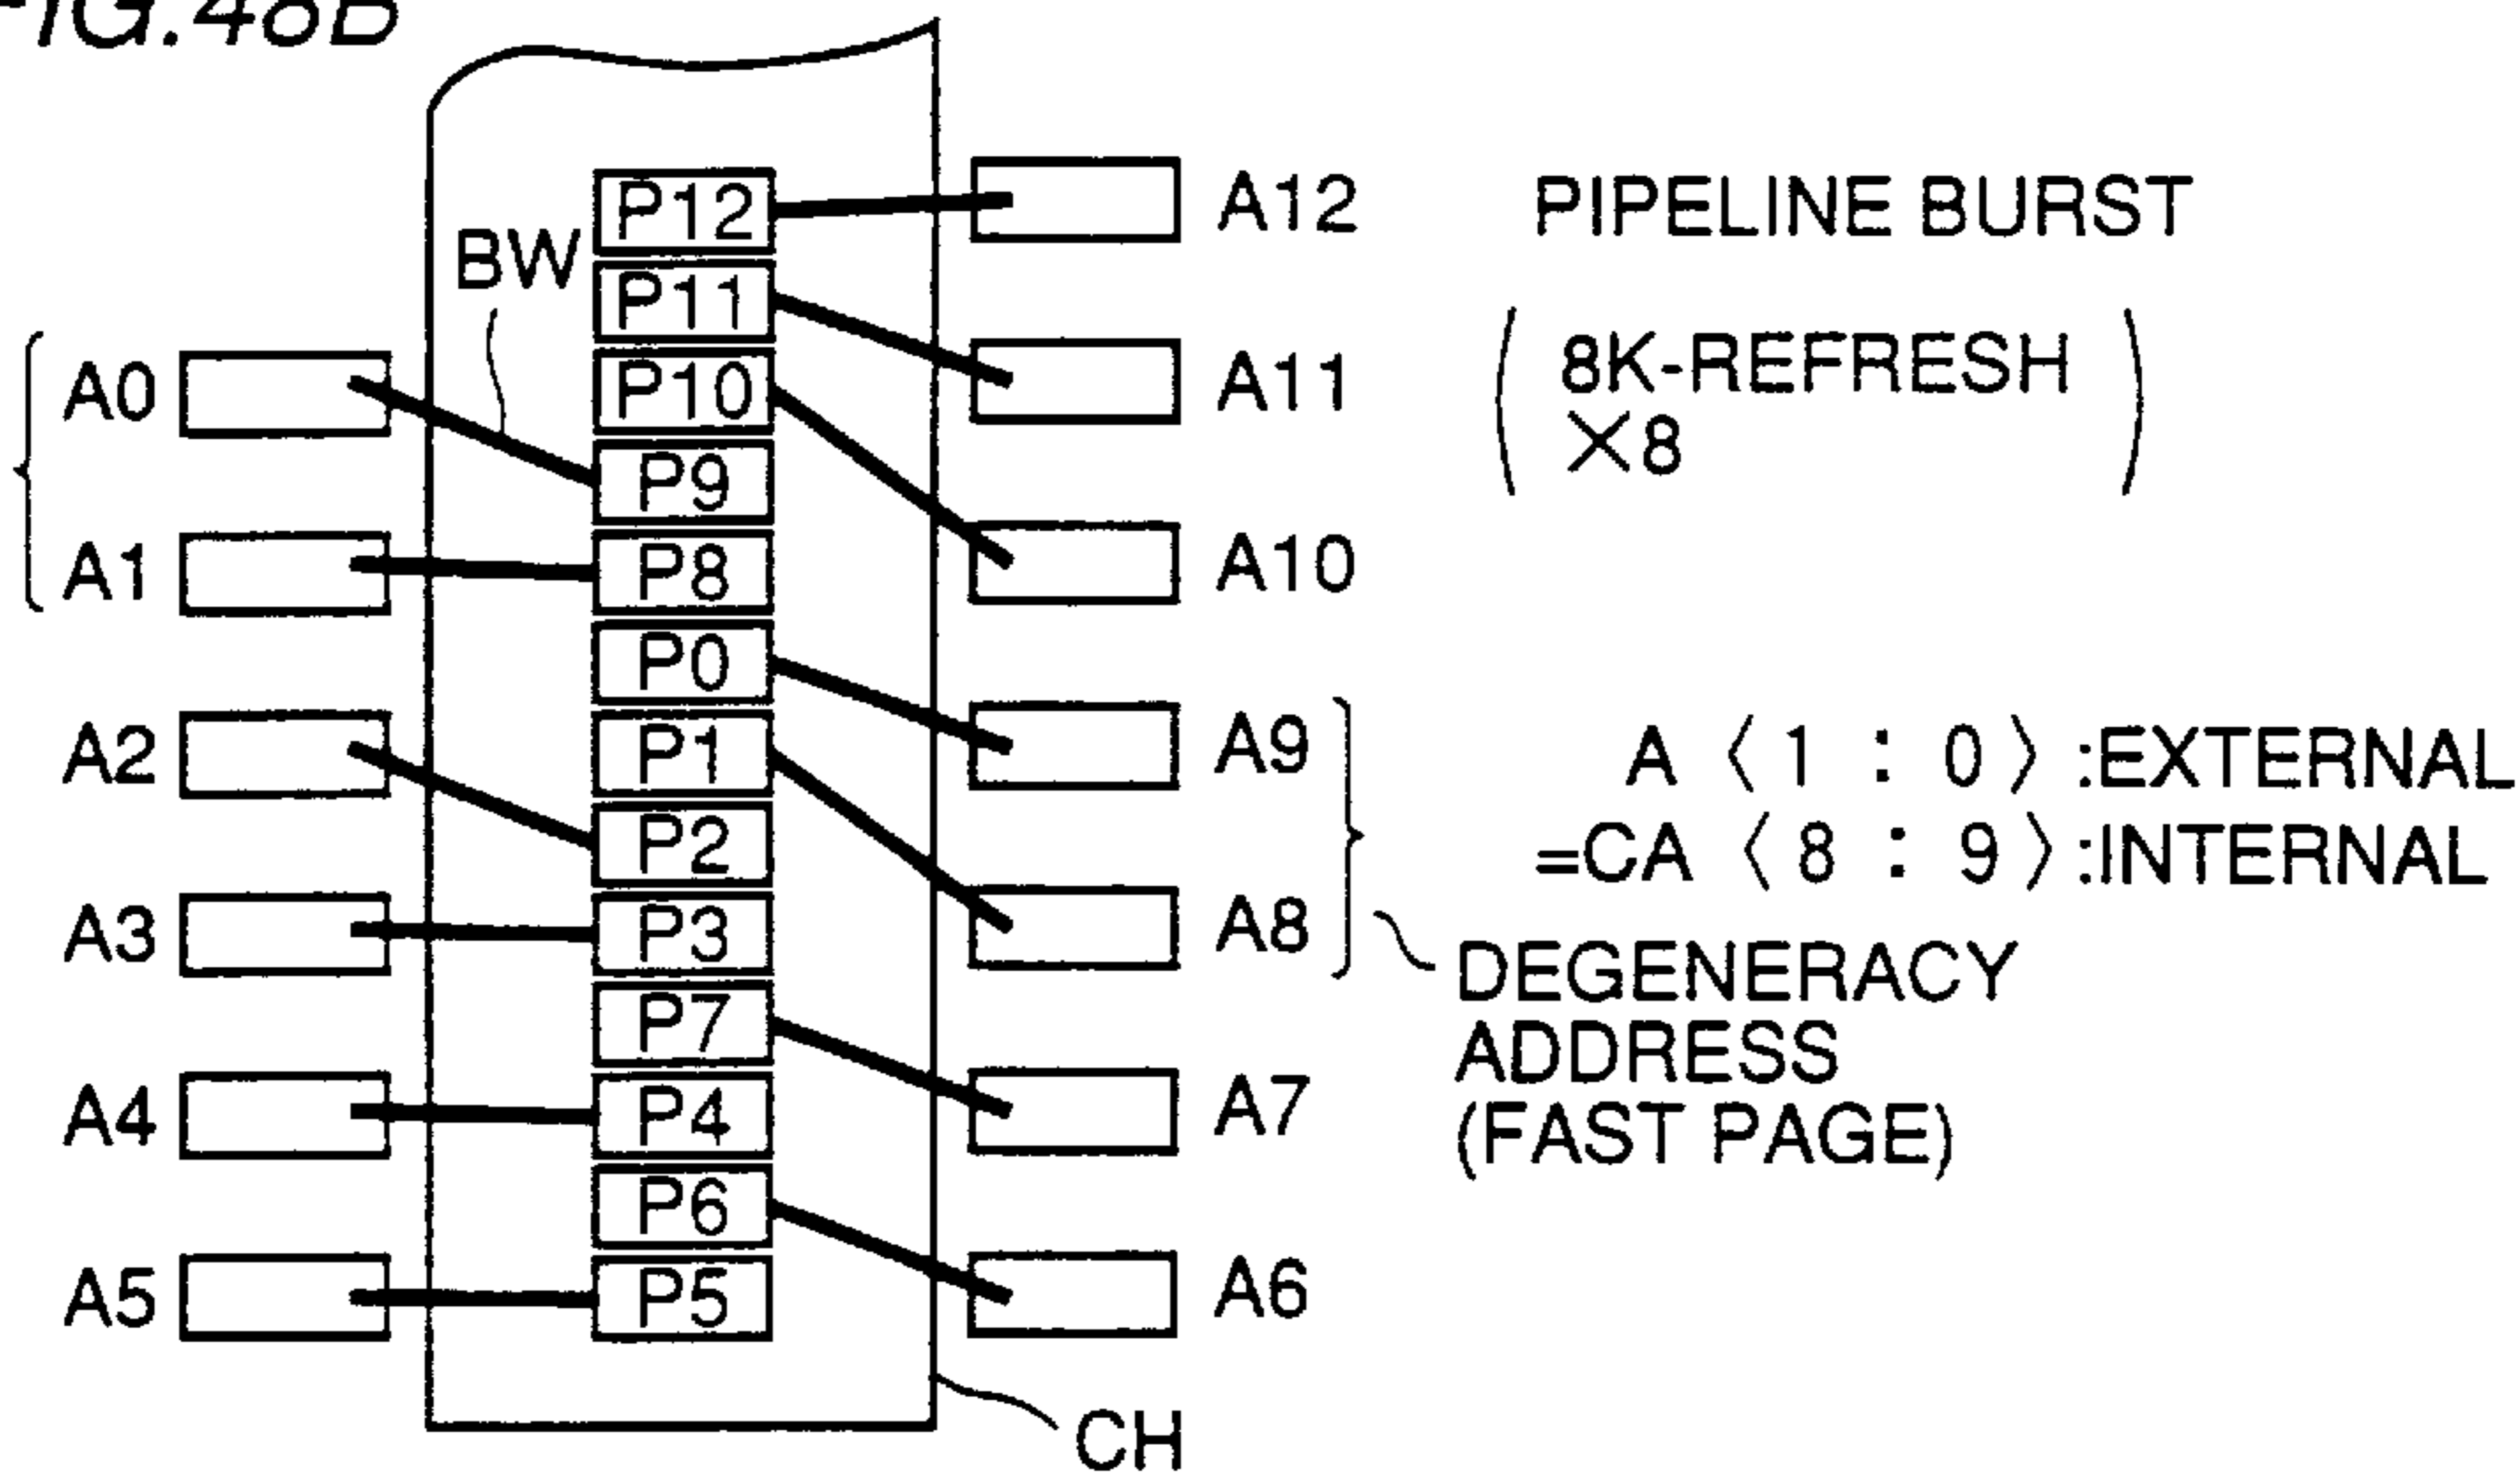 FIG.48B
P12
A12
PIPELINE BURST
BW
P11
A11
8K-REFRESH
×8
A0
P10
P9
A10
A1
P8
P0
A9
A2
P1
A ⟨ 1 : 0 ⟩ :EXTERNAL
=CA ⟨ 8 : 9 ⟩ :INTERNAL
P2
A3
P3
A8
DEGENERACY
ADDRESS
(FAST PAGE)
P7
A4
P4
A7
P6
A5
P5
A6
CH